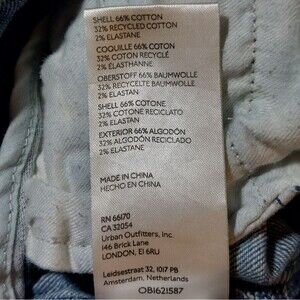 SHELL 66% COTTON
32% RECYCLED COTTON
2% ELASTANE
COQUILLE 66% COTON
32% COTON RECYCLÉ
2% ÉLASTHANNE
OBERSTOFF 66% BAUMWOLLE
32% RECYCELTE BAUMWOLLE
2% ELASTAN
SHELL 66% COTONE
32% COTONE RICICLATO
2% ELASTAN
EXTERIOR 66% ALGODÓN
32% ALGODÓN RECICLADO
2% ELASTANO
MADE IN CHINA
HECHO EN CHINA
RN 66170
CA 32054
Urban Outfitters, Inc.
146 Brick Lane
LONDON, E1 6RU
Leidsestraat 32, 1017 PB
Amsterdam, Netherlands
OB1621587